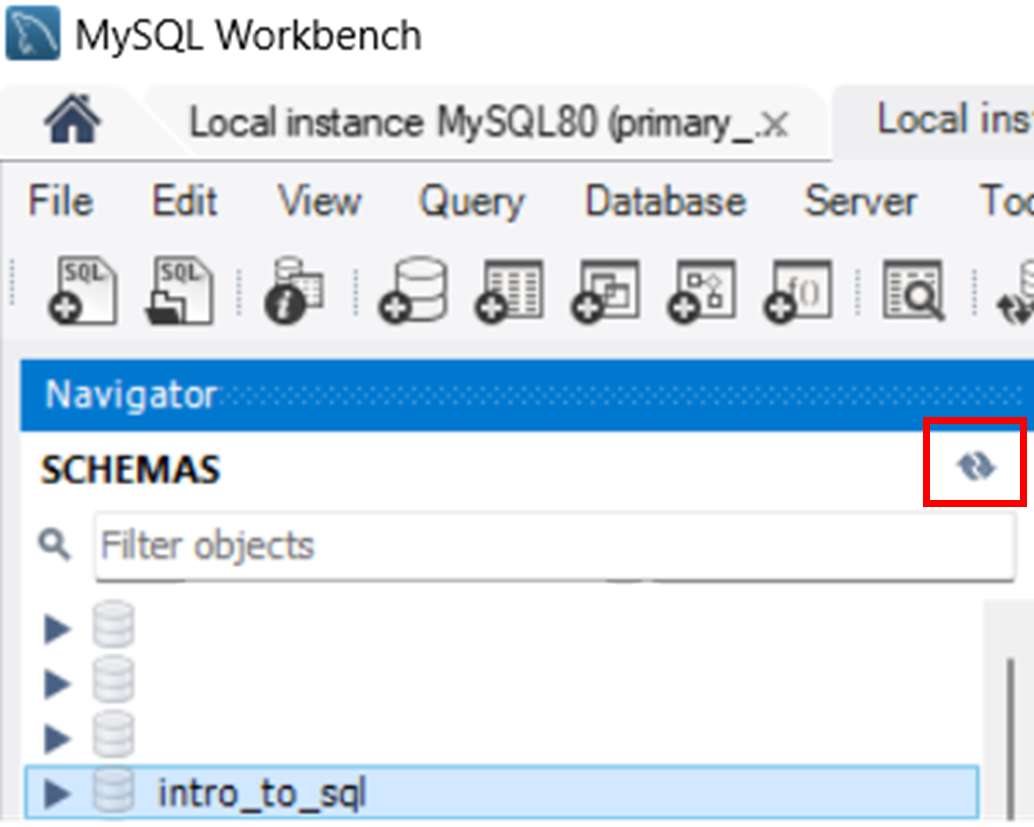 MySQL Workbench
Local instance MySQL80 (primary_... Local ins
File Edit View Query Database Server Too
SQL SQL i f()
Navigator
SCHEMAS
Filter objects
intro_to_sql